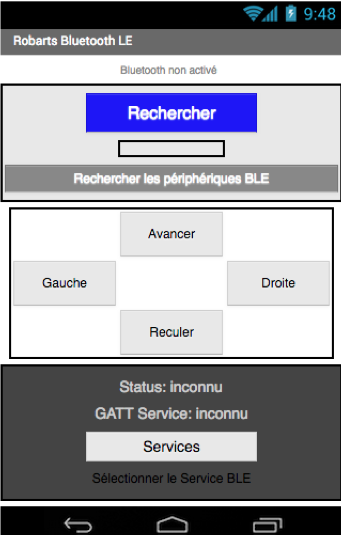 9:48
Robarts Bluetooth LE
Bluetooth non activé
Rechercher
Rechercher les périphériques BLE
Avancer
Gauche
Droite
Reculer
Status: inconnu
GATT Service: inconnu
Services
Sélectionner le Service BLE